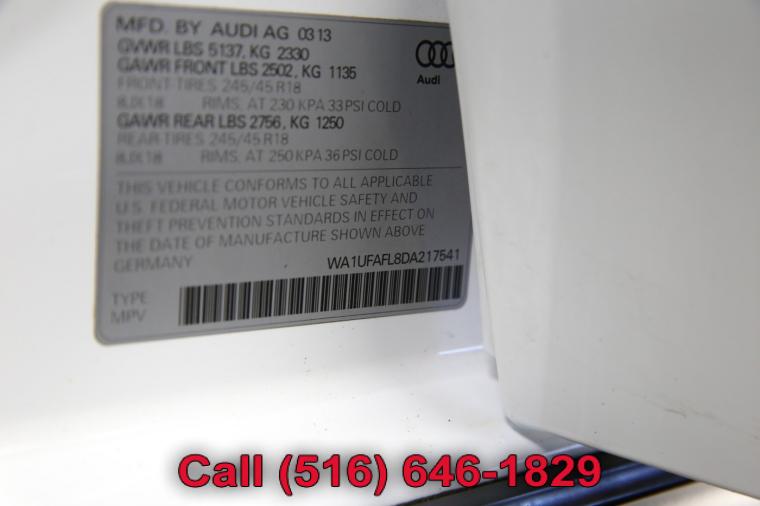 MFD. BY AUDI AG 03 13
GVWR LBS 5137, KG 2330
GAWR FRONT LBS 2502, KG 1135
FRONT-TIRES 245/45 R18
8JX18 RIMS, AT 230 KPA 33 PSI COLD
GAWR REAR LBS 2756, KG 1250
REAR-TIRES 245/45 R18
8JX18 RIMS, AT 250 KPA 36 PSI COLD
Audi
THIS VEHICLE CONFORMS TO ALL APPLICABLE
U.S. FEDERAL MOTOR VEHICLE SAFETY AND
THEFT PREVENTION STANDARDS IN EFFECT ON
THE DATE OF MANUFACTURE SHOWN ABOVE
GERMANY WA1UFAFL8DA217541
TYPE
MPV
Call (516) 646-1829